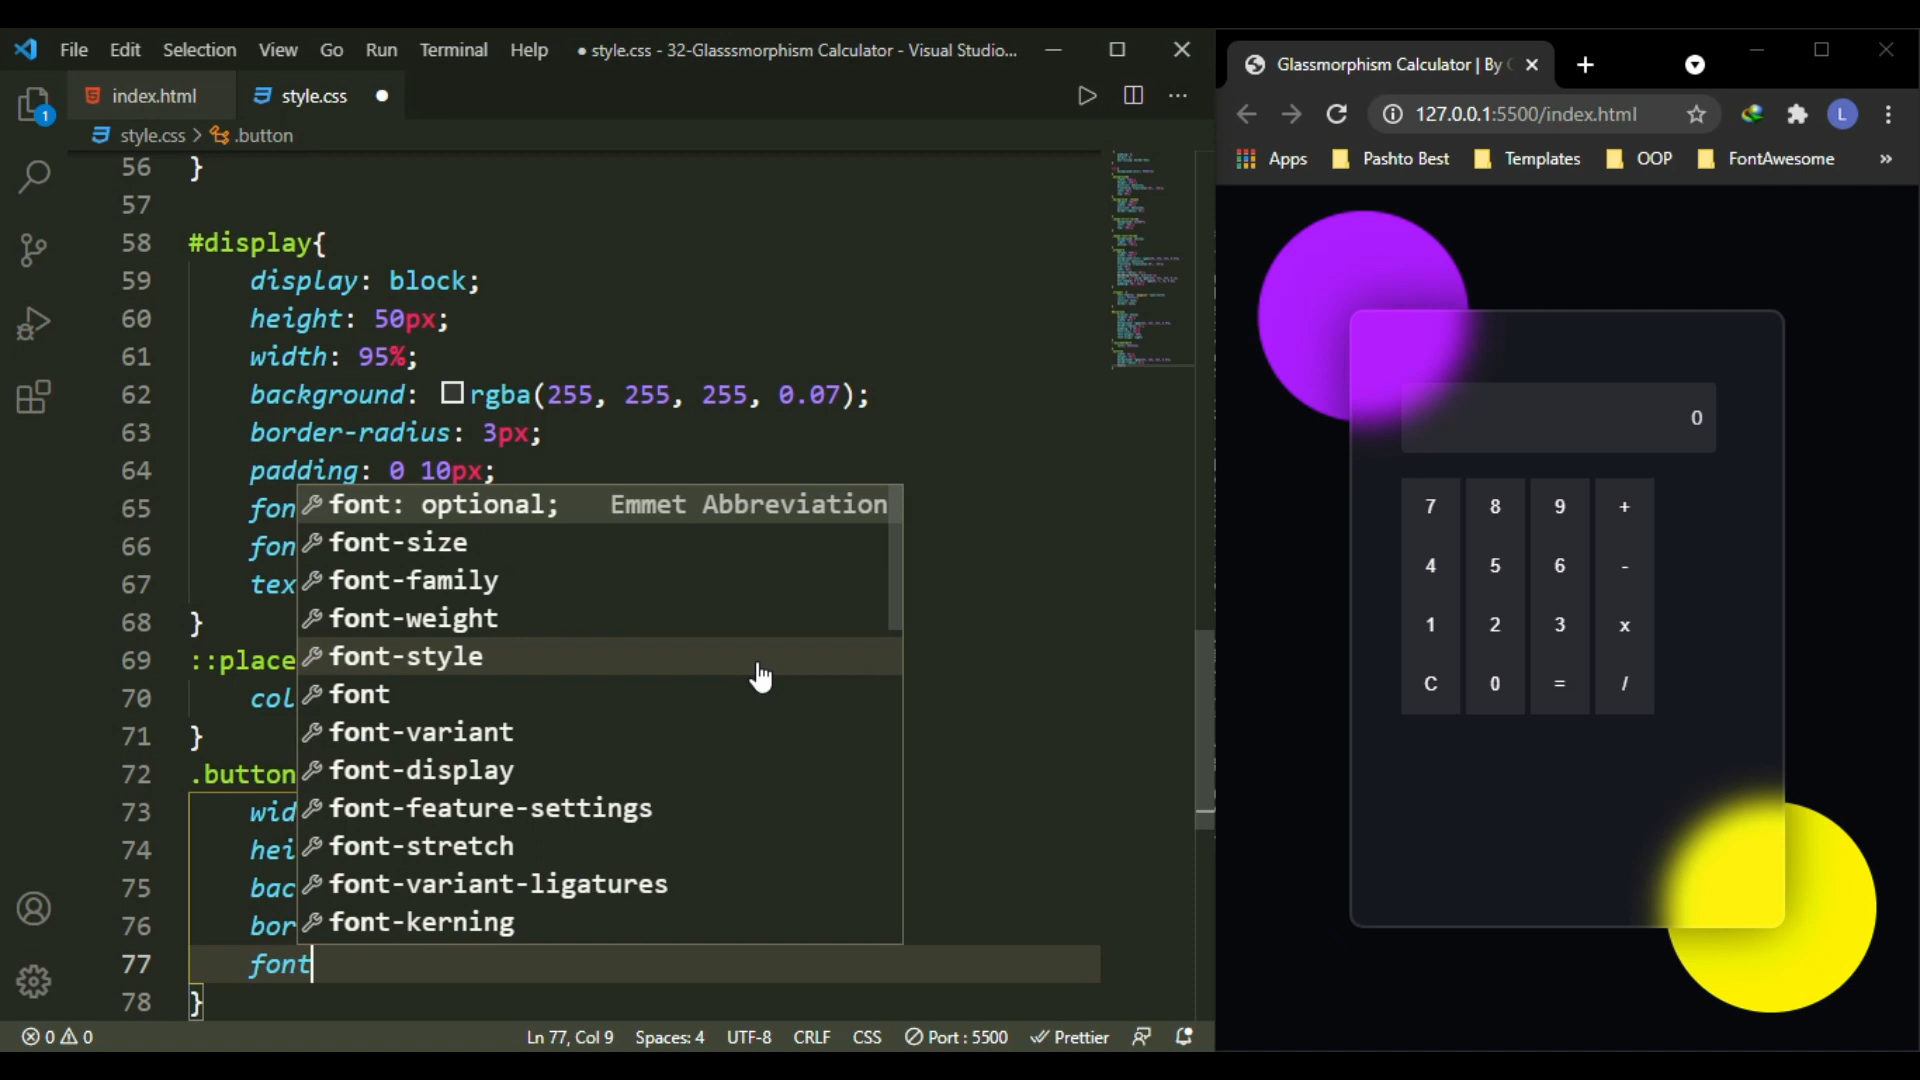 File Edit Selection View Go Run Terminal Help ● style.css - 32-Glasssmorphism Calculator - Visual Studio...
index.html style.css ●
1
style.css > .button
56 }
57
58 #display{
59 display: block;
60 height: 50px;
61 width: 95%;
62 background: rgba(255, 255, 255, 0.07);
63 border-radius: 3px;
64 padding: 0 10px;
65 fon
66 fon
67 tex
68 }
69 ::place
70 col
71 }
72 .button
73 wid
74 hei
75 bac
76 bor
77 font
78 }
font: optional; Emmet Abbreviation
font-size
font-family
font-weight
font-style
font
font-variant
font-display
font-feature-settings
font-stretch
font-variant-ligatures
font-kerning
0 0 Ln 77, Col 9 Spaces: 4 UTF-8 CRLF CSS Port : 5500 Prettier
Glassmorphism Calculator | By
127.0.0.1:5500/index.html L
Apps Pashto Best Templates OOP FontAwesome »
0
7 8 9 +
4 5 6 -
1 2 3 x
C 0 = /